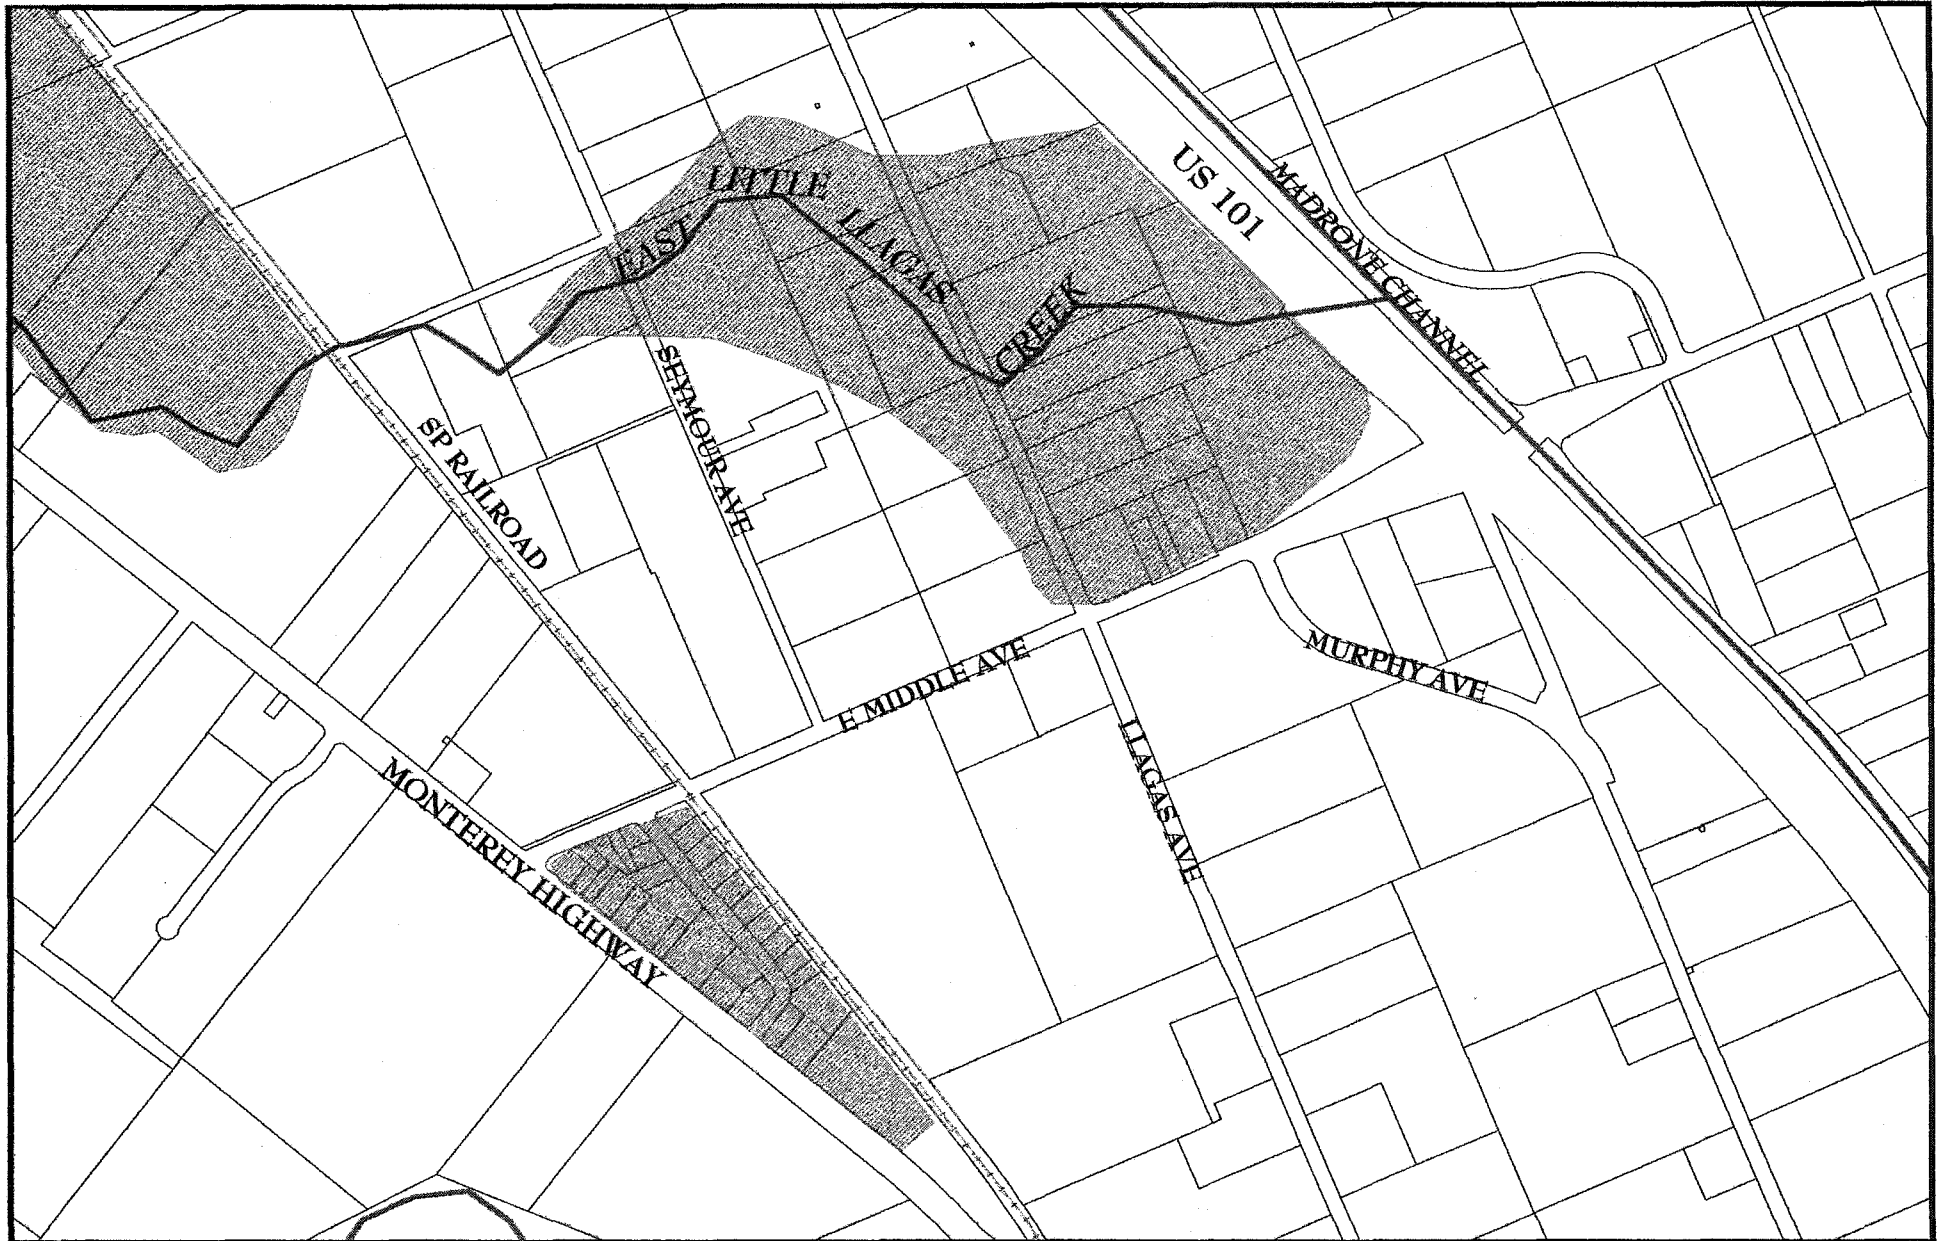 EAST LITTLE LLAGAS CREEK
US 101
MADRONE CHANNEL
SP RAILROAD
SEYMOUR AVE
E MIDDLE AVE
MURPHY AVE
LLAGAS AVE
MONTEREY HIGHWAY